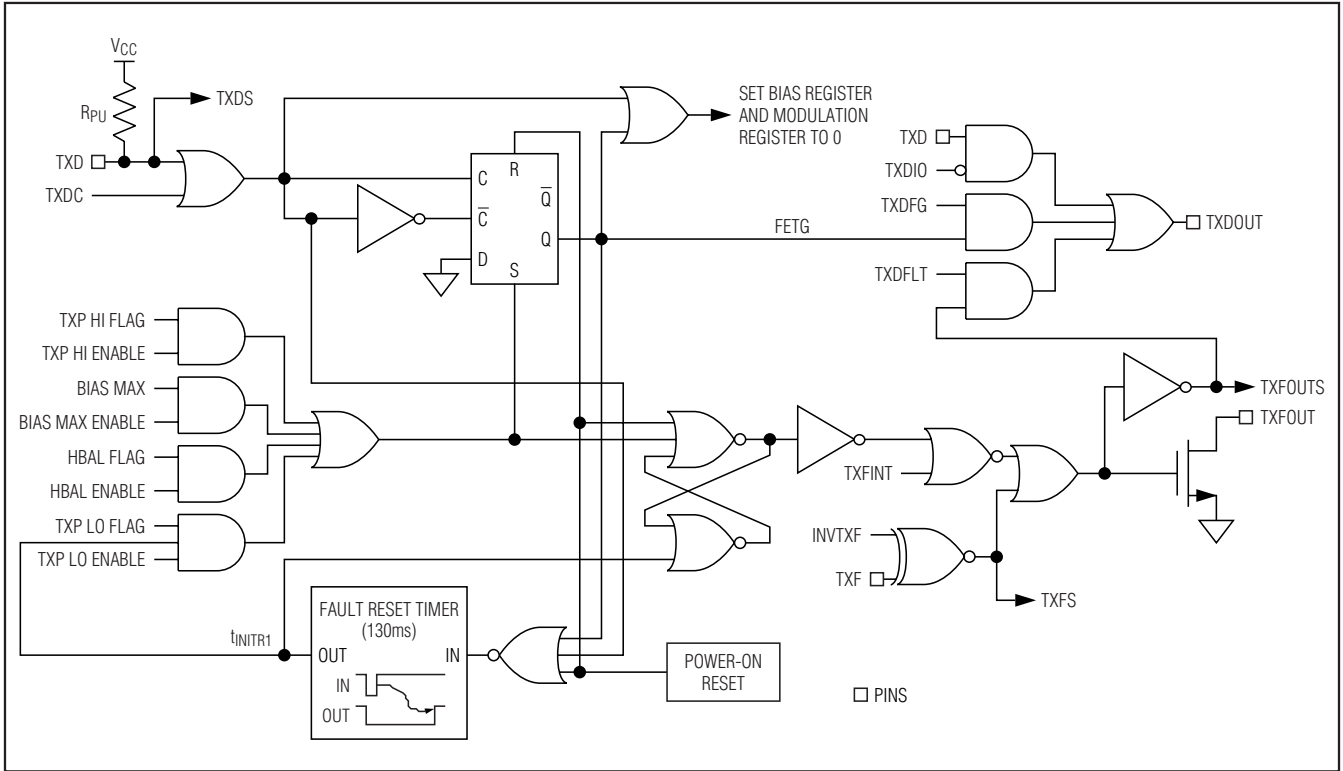 VCC
RPU
TXDS
TXD
TXDC
SET BIAS REGISTER
AND MODULATION
REGISTER TO 0
C
R
C̅
Q̅
D
Q
S
FETG
TXD
TXDIO
TXDFG
TXDFLT
TXDOUT
TXP HI FLAG
TXP HI ENABLE
BIAS MAX
BIAS MAX ENABLE
HBAL FLAG
HBAL ENABLE
TXP LO FLAG
TXP LO ENABLE
TXFINT
INVTXF
TXF
TXFS
TXFOUTS
TXFOUT
tINITR1
FAULT RESET TIMER
(130ms)
OUT
IN
IN
OUT
POWER-ON
RESET
PINS